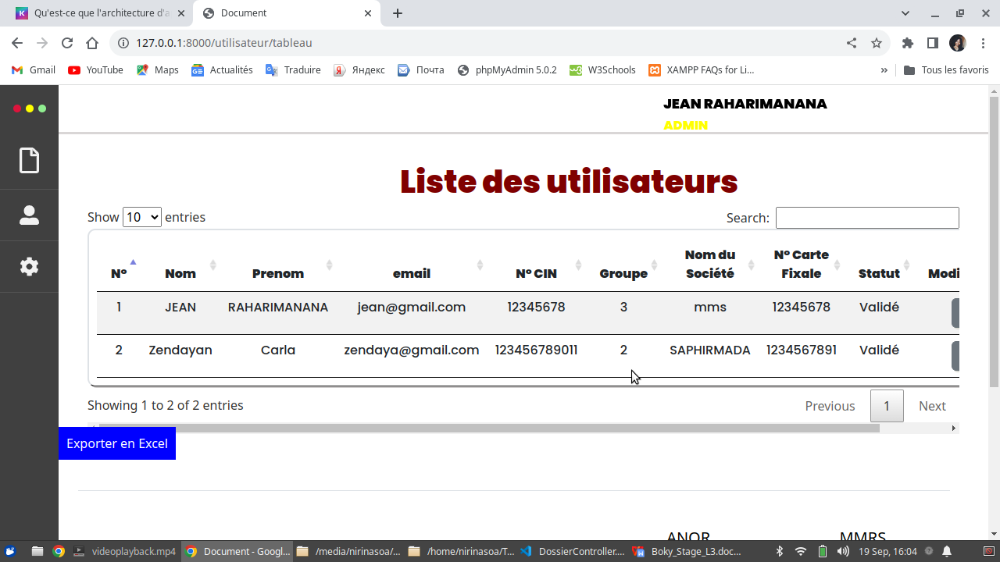 Qu'est-ce que l'architecture d'a
Document
127.0.0.1:8000/utilisateur/tableau
Gmail YouTube Maps Actualités Traduire Яндекс Почта phpMyAdmin 5.0.2 W3Schools XAMPP FAQs for Li... » Tous les favoris
JEAN RAHARIMANANA
ADMIN
Liste des utilisateurs
Show 10 entries Search:
N° Nom Prenom email N° CIN Groupe Nom du Société N° Carte Fixale Statut Modi
1 JEAN RAHARIMANANA jean@gmail.com 12345678 3 mms 12345678 Validé
2 Zendayan Carla zendaya@gmail.com 123456789011 2 SAPHIRMADA 1234567891 Validé
Showing 1 to 2 of 2 entries Previous 1 Next
Exporter en Excel
ANOR MMRS
videoplayback.mp4 Document - Googl... /media/nirinasoa/... /home/nirinasoa/T... DossierController.... Boky_Stage_L3.doc... 19 Sep, 16:04